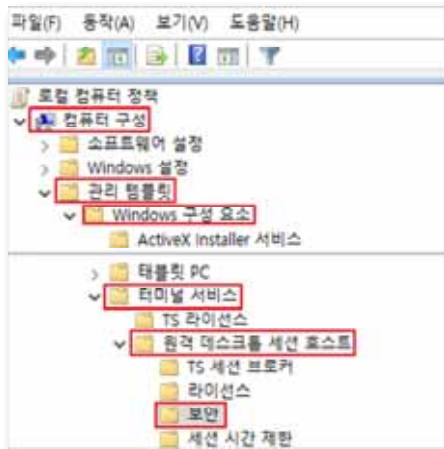 파일(F) 동작(A) 보기(V) 도움말(H)
로컬 컴퓨터 정책
컴퓨터 구성
소프트웨어 설정
Windows 설정
관리 템플릿
Windows 구성 요소
ActiveX Installer 서비스
태블릿 PC
터미널 서비스
TS 라이선스
원격 데스크톱 세션 호스트
TS 세션 브로커
라이선스
보안
세션 시간 제한